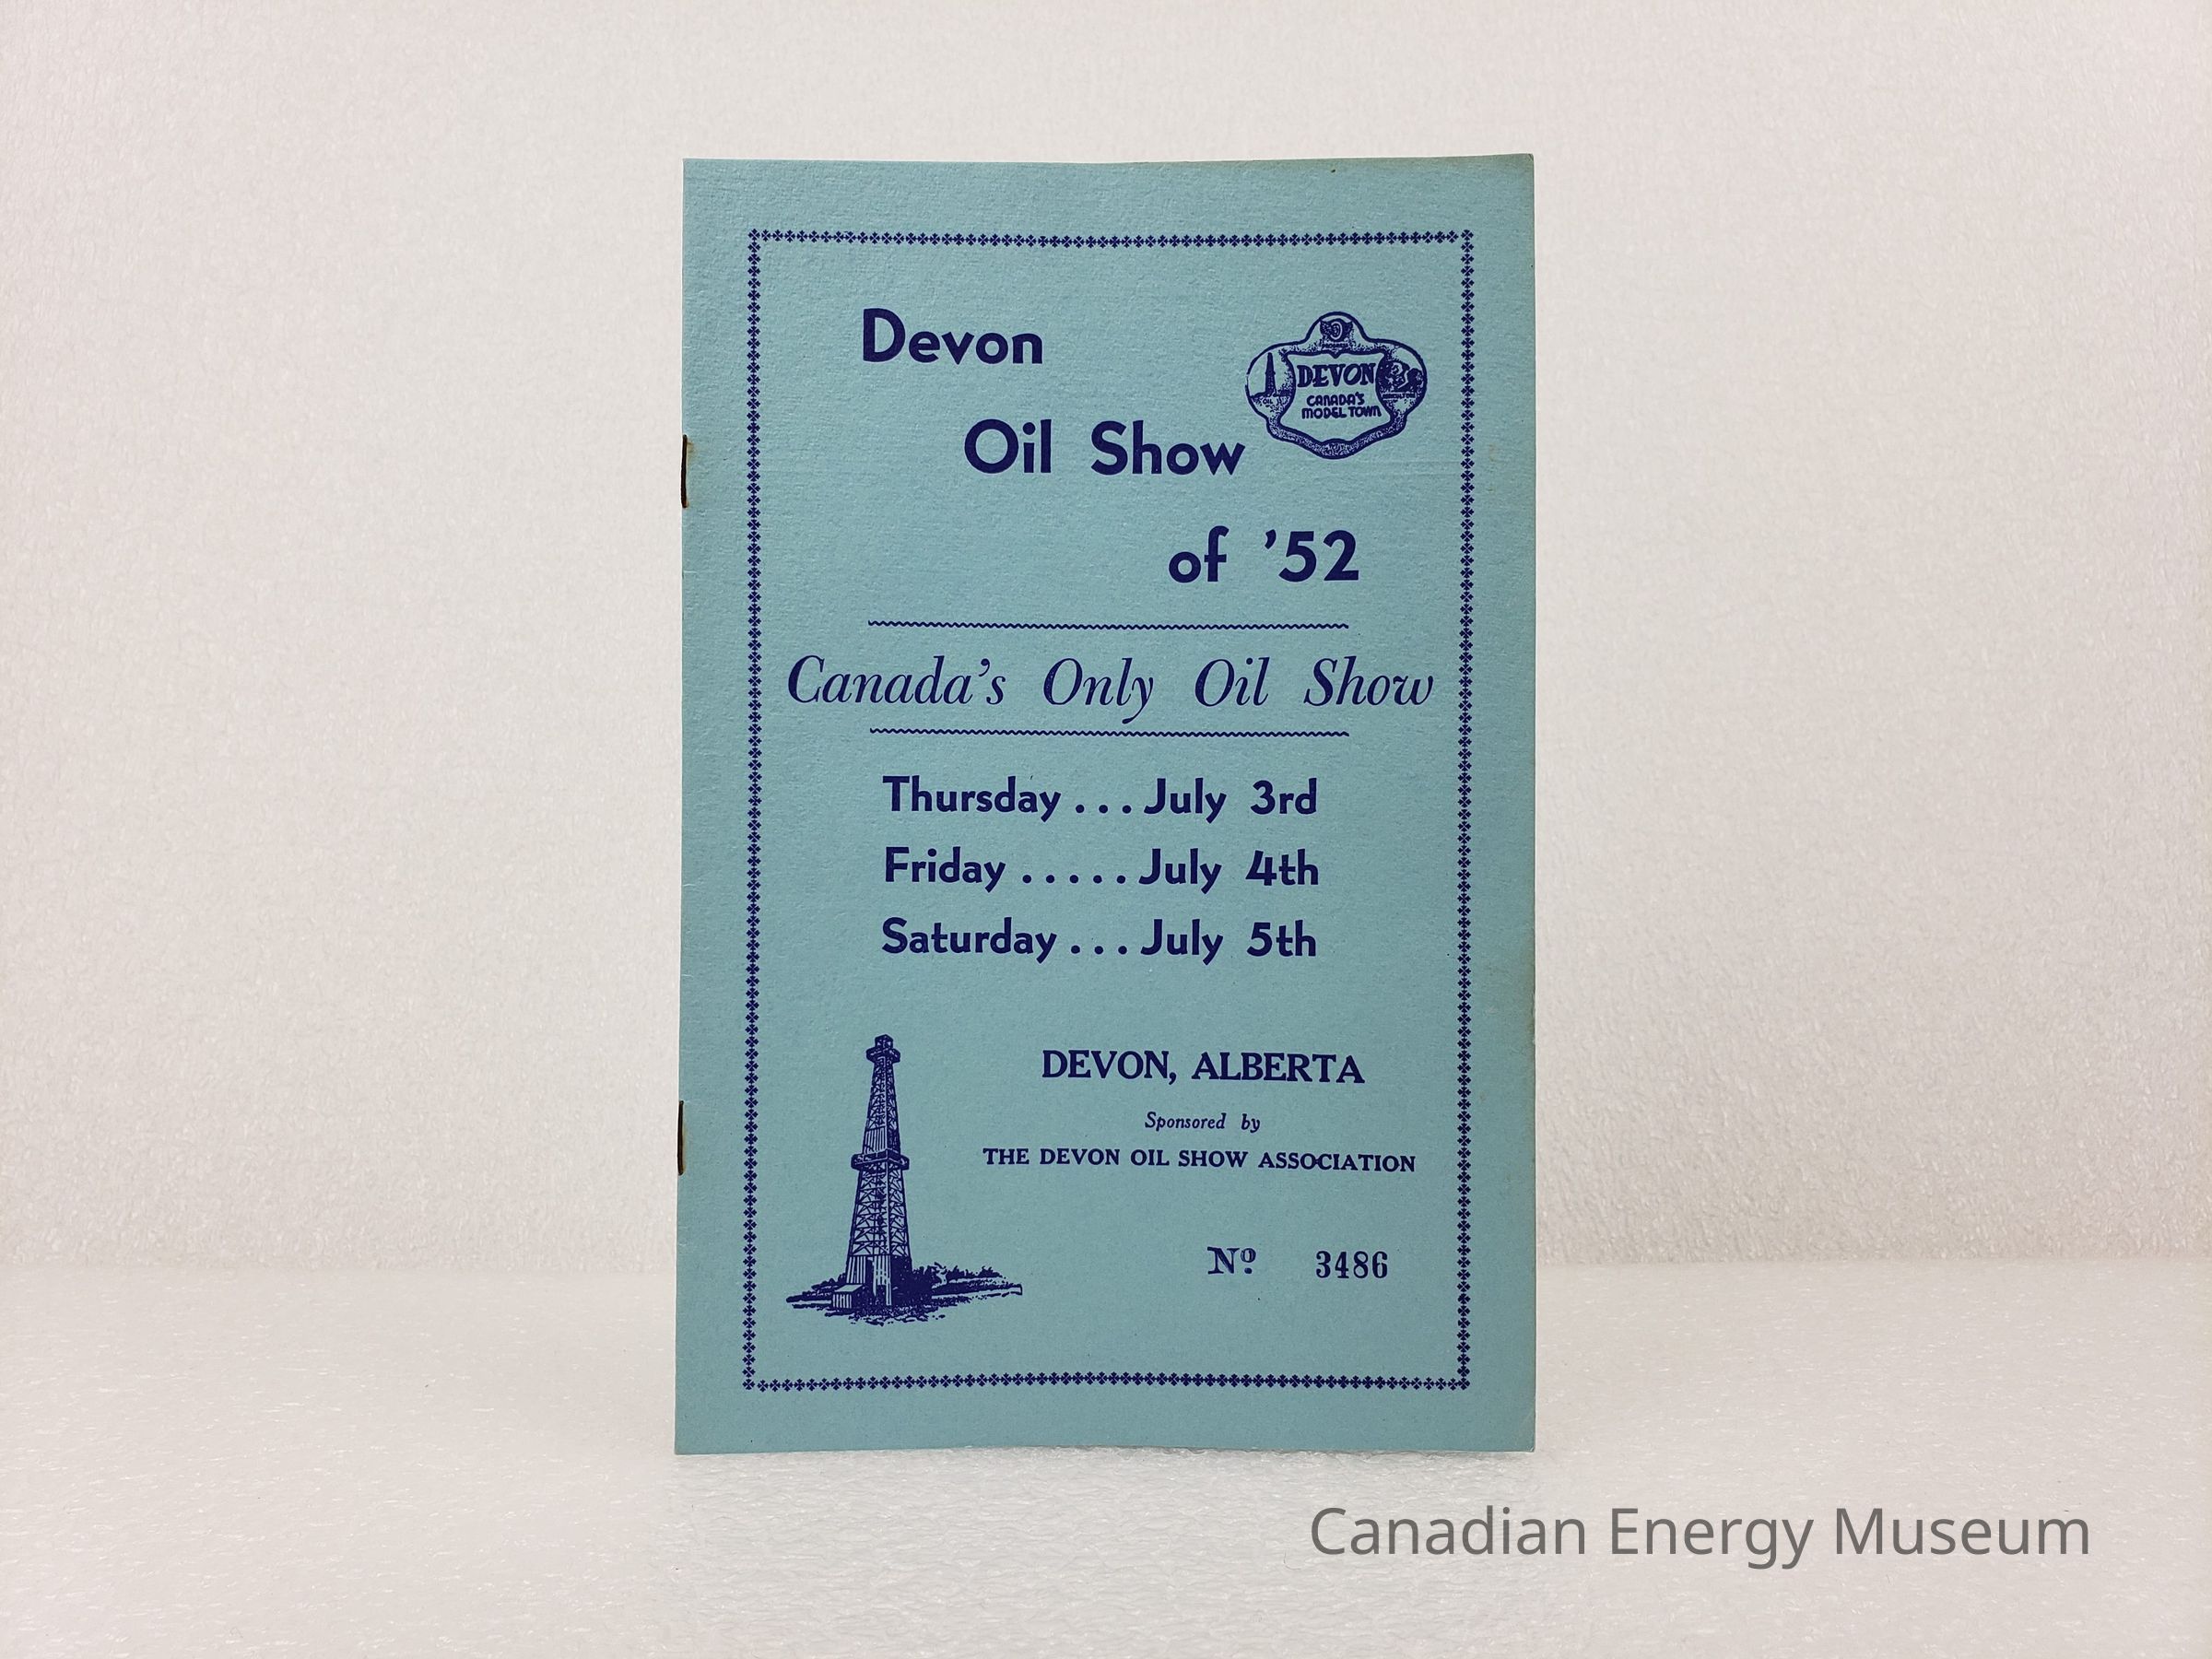 Devon
Oil Show
of '52
DEVON
CANADA'S
MODEL TOWN
OIL
Canada's Only Oil Show
Thursday . . . July 3rd
Friday . . . . . July 4th
Saturday . . . July 5th
DEVON, ALBERTA
Sponsored by
THE DEVON OIL SHOW ASSOCIATION
Nº 3486
Canadian Energy Museum